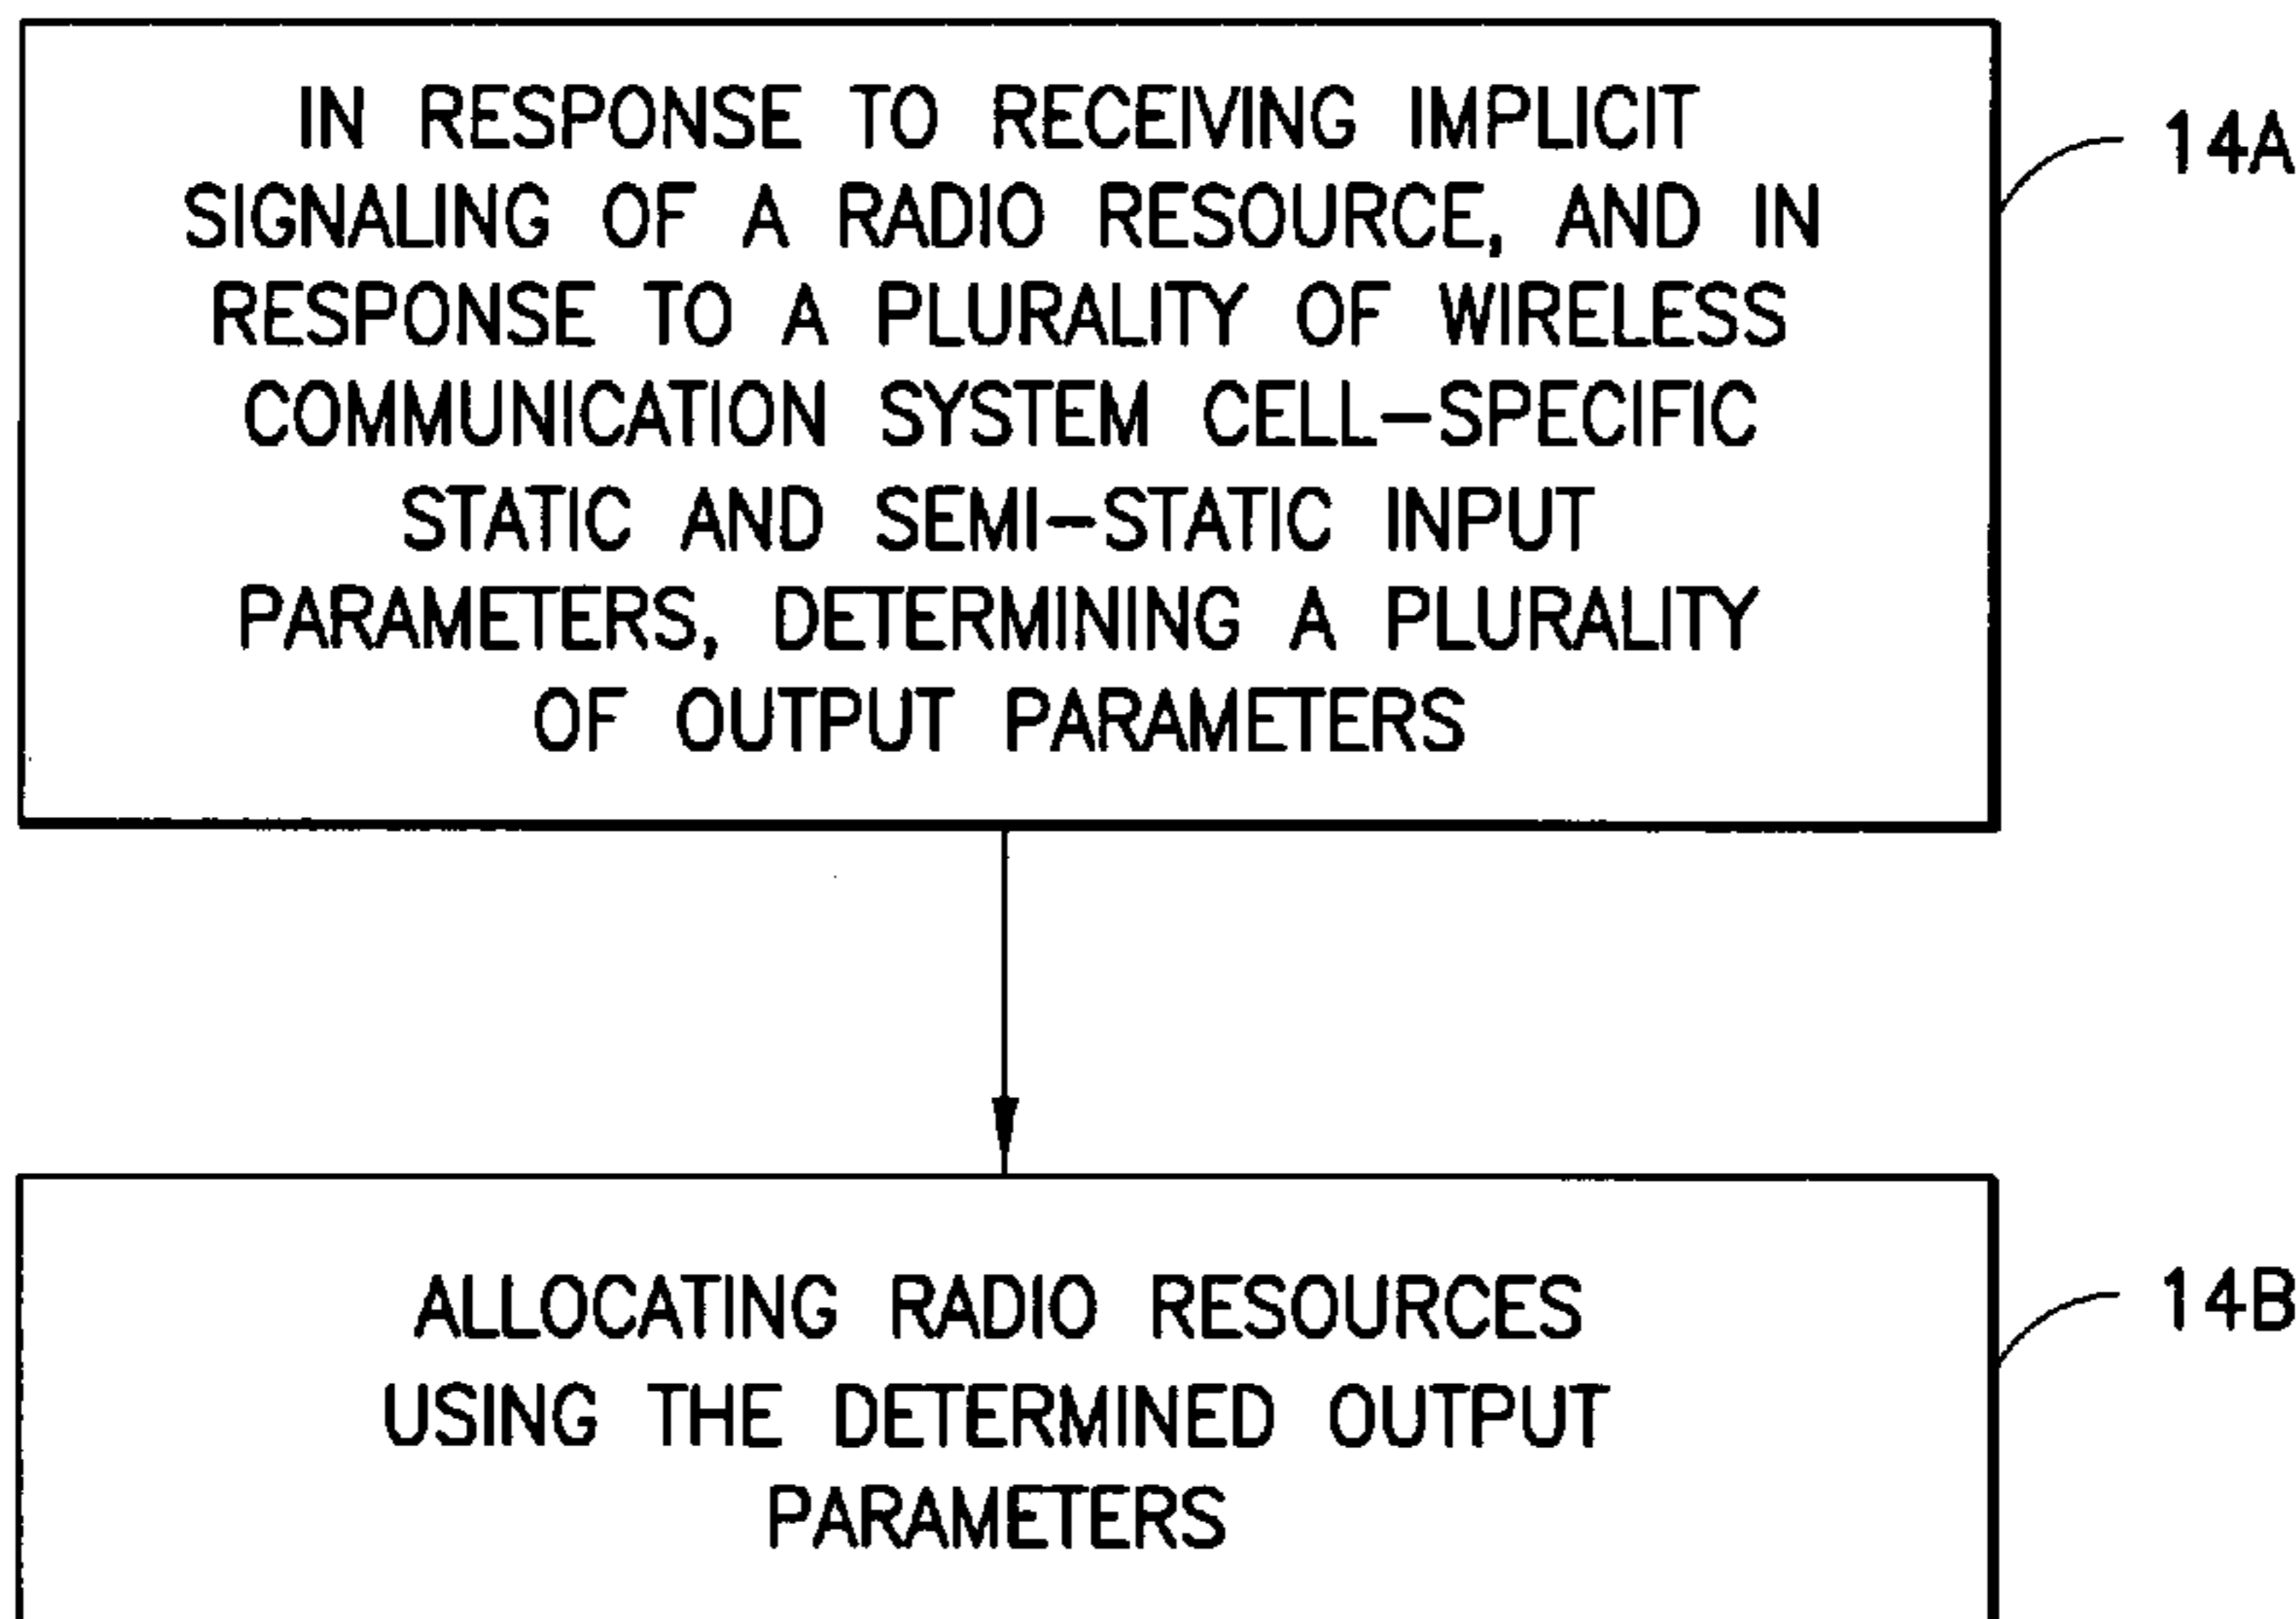 IN RESPONSE TO RECEIVING IMPLICIT
SIGNALING OF A RADIO RESOURCE, AND IN
RESPONSE TO A PLURALITY OF WIRELESS
COMMUNICATION SYSTEM CELL-SPECIFIC
STATIC AND SEMI-STATIC INPUT
PARAMETERS, DETERMINING A PLURALITY
OF OUTPUT PARAMETERS
14A
ALLOCATING RADIO RESOURCES
USING THE DETERMINED OUTPUT
PARAMETERS
14B